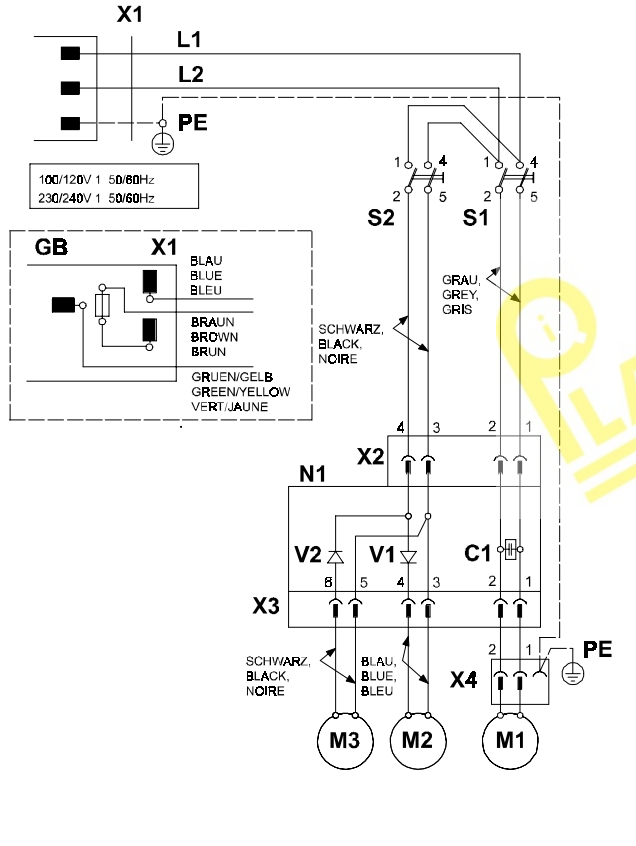 X1
L1
L2
PE
100/120V 1 50/60Hz
230/240V 1 50/60Hz
1 4 1 4
2 5 2 5
S2 S1
GB X1
BLAU
BLUE
BLEU
BRAUN
BROWN
BRUN
GRUEN/GELB
GREEN/YELLOW
VERT/JAUNE
GRAU,
GREY,
GRIS
SCHWARZ,
BLACK,
NOIRE
iQ
PLA
4 3 2 1
X2
N1
V2 V1 C1
6 5 4 3 2 1
X3
2 1
PE
X4
SCHWARZ,
BLACK,
NOIRE
BLAU,
BLUE,
BLEU
M3 M2 M1